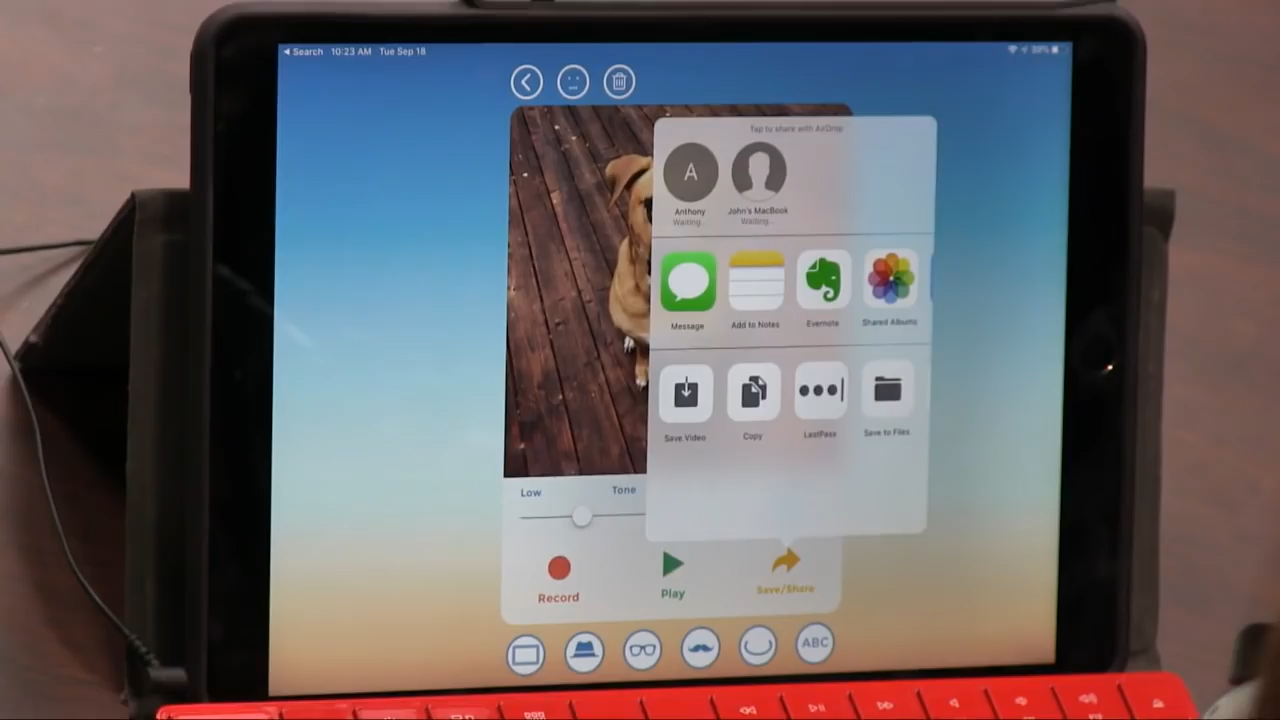 Search 10:23 AM Tue Sep 18
Tap to share with AirDrop
A
Anthony
Waiting...
John's MacBook
Waiting...
Message Add to Notes Evernote Shared Albums
Save Video Copy LastPass Save to Files
Low Tone
Record Play Save/Share
ABC